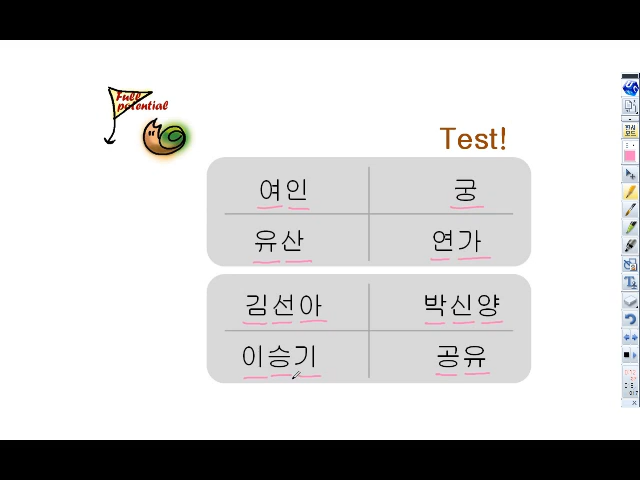 Full
potential
Test!
여인 궁
유산 연가
김선아 박신양
이승기 공유